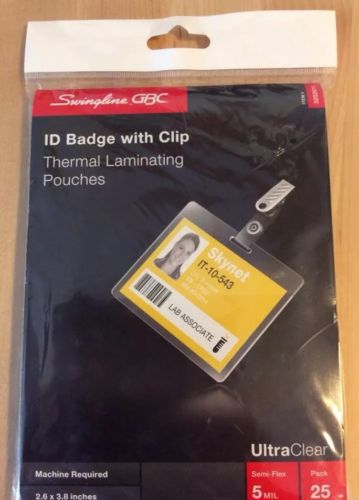 Swingline GBC
ID Badge with Clip
Thermal Laminating
Pouches
Skynet
IT-10-543
LAB ASSOCIATE
UltraClear
Machine Required
2.6 x 3.8 inches
Semi-Flex
5 MIL
Pack
25